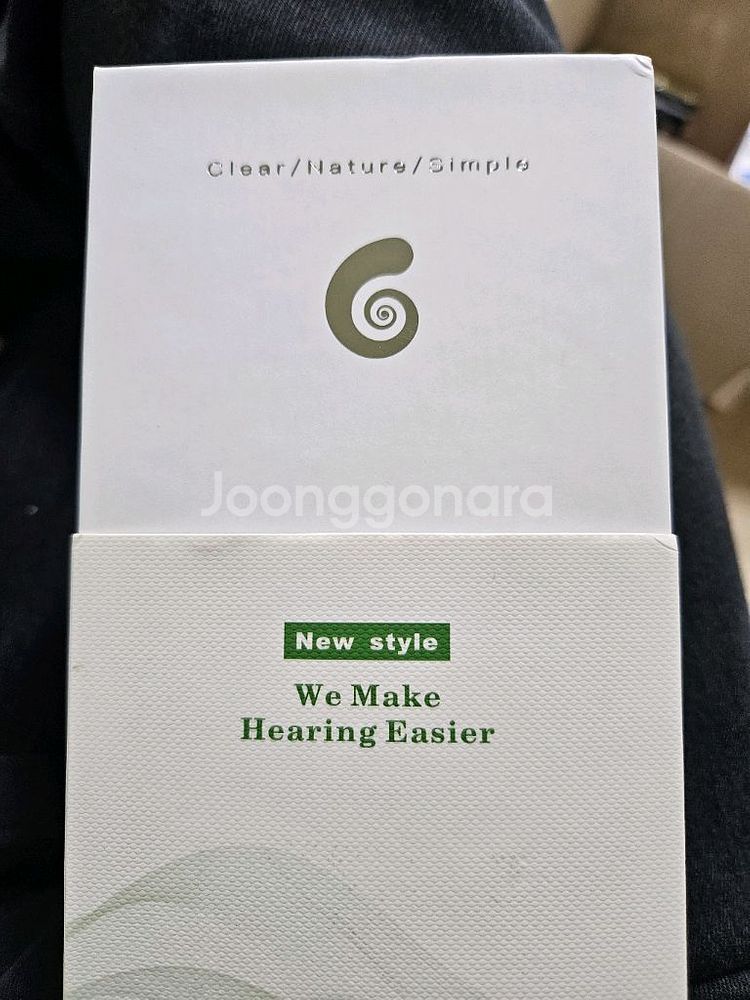 Clear/Nature/Simple
Joonggonara
New style
We Make
Hearing Easier